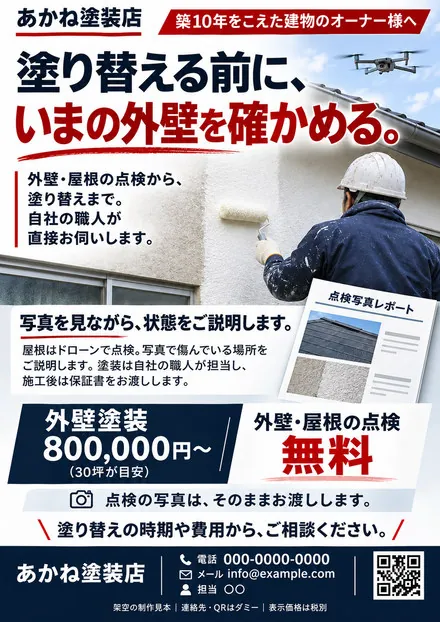 あかね塗装店
築10年をこえた建物のオーナー様へ
塗り替える前に、
いまの外壁を確かめる。
外壁・屋根の点検から、
塗り替えまで。
自社の職人が
直接お伺いします。
点検写真レポート
写真を見ながら、状態をご説明します。
屋根はドローンで点検。写真で傷んでいる場所を
ご説明します。塗装は自社の職人が担当し、
施工後は保証書をお渡しします。
外壁塗装
800,000円〜
(30坪が目安)
外壁・屋根の点検
無料
点検の写真は、そのままお渡しします。
塗り替えの時期や費用から、ご相談ください。
あかね塗装店
電話 000-0000-0000
メール info@example.com
担当 〇〇
架空の制作見本 | 連絡先・QRはダミー | 表示価格は税別